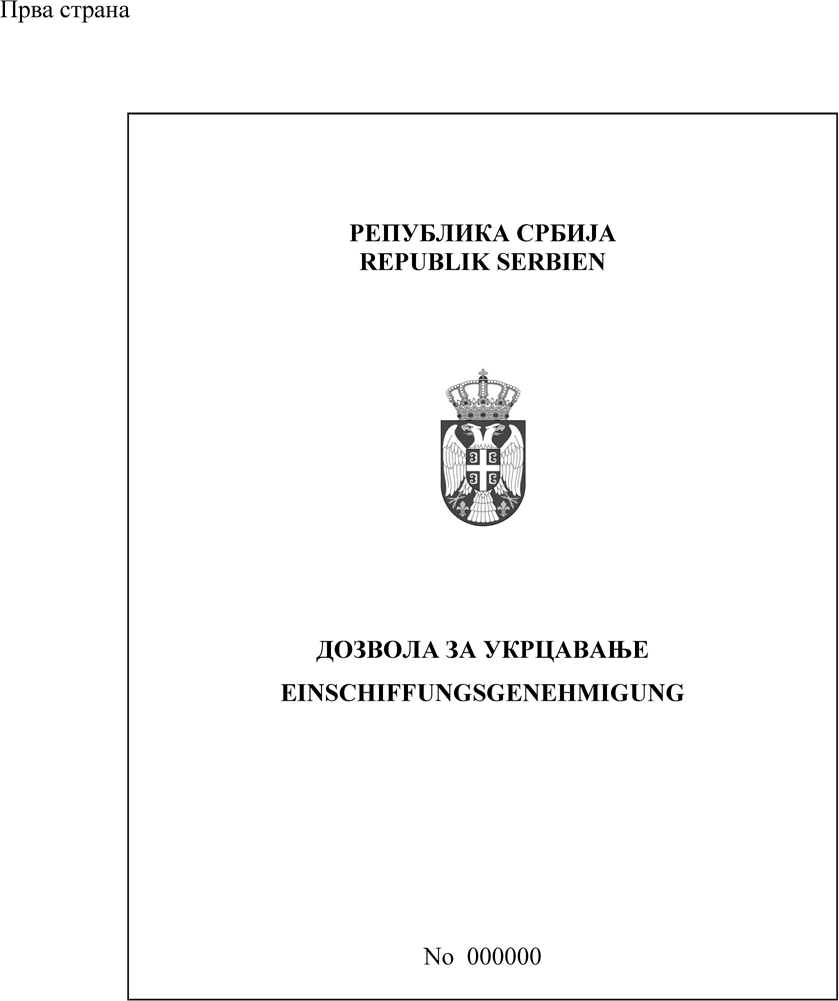 Прва страна
РЕПУБЛИКА СРБИЈА
REPUBLIK SERBIEN
ДОЗВОЛА ЗА УКРЦАВАЊЕ
EINSCHIFFUNGSGENEHMIGUNG
No 000000